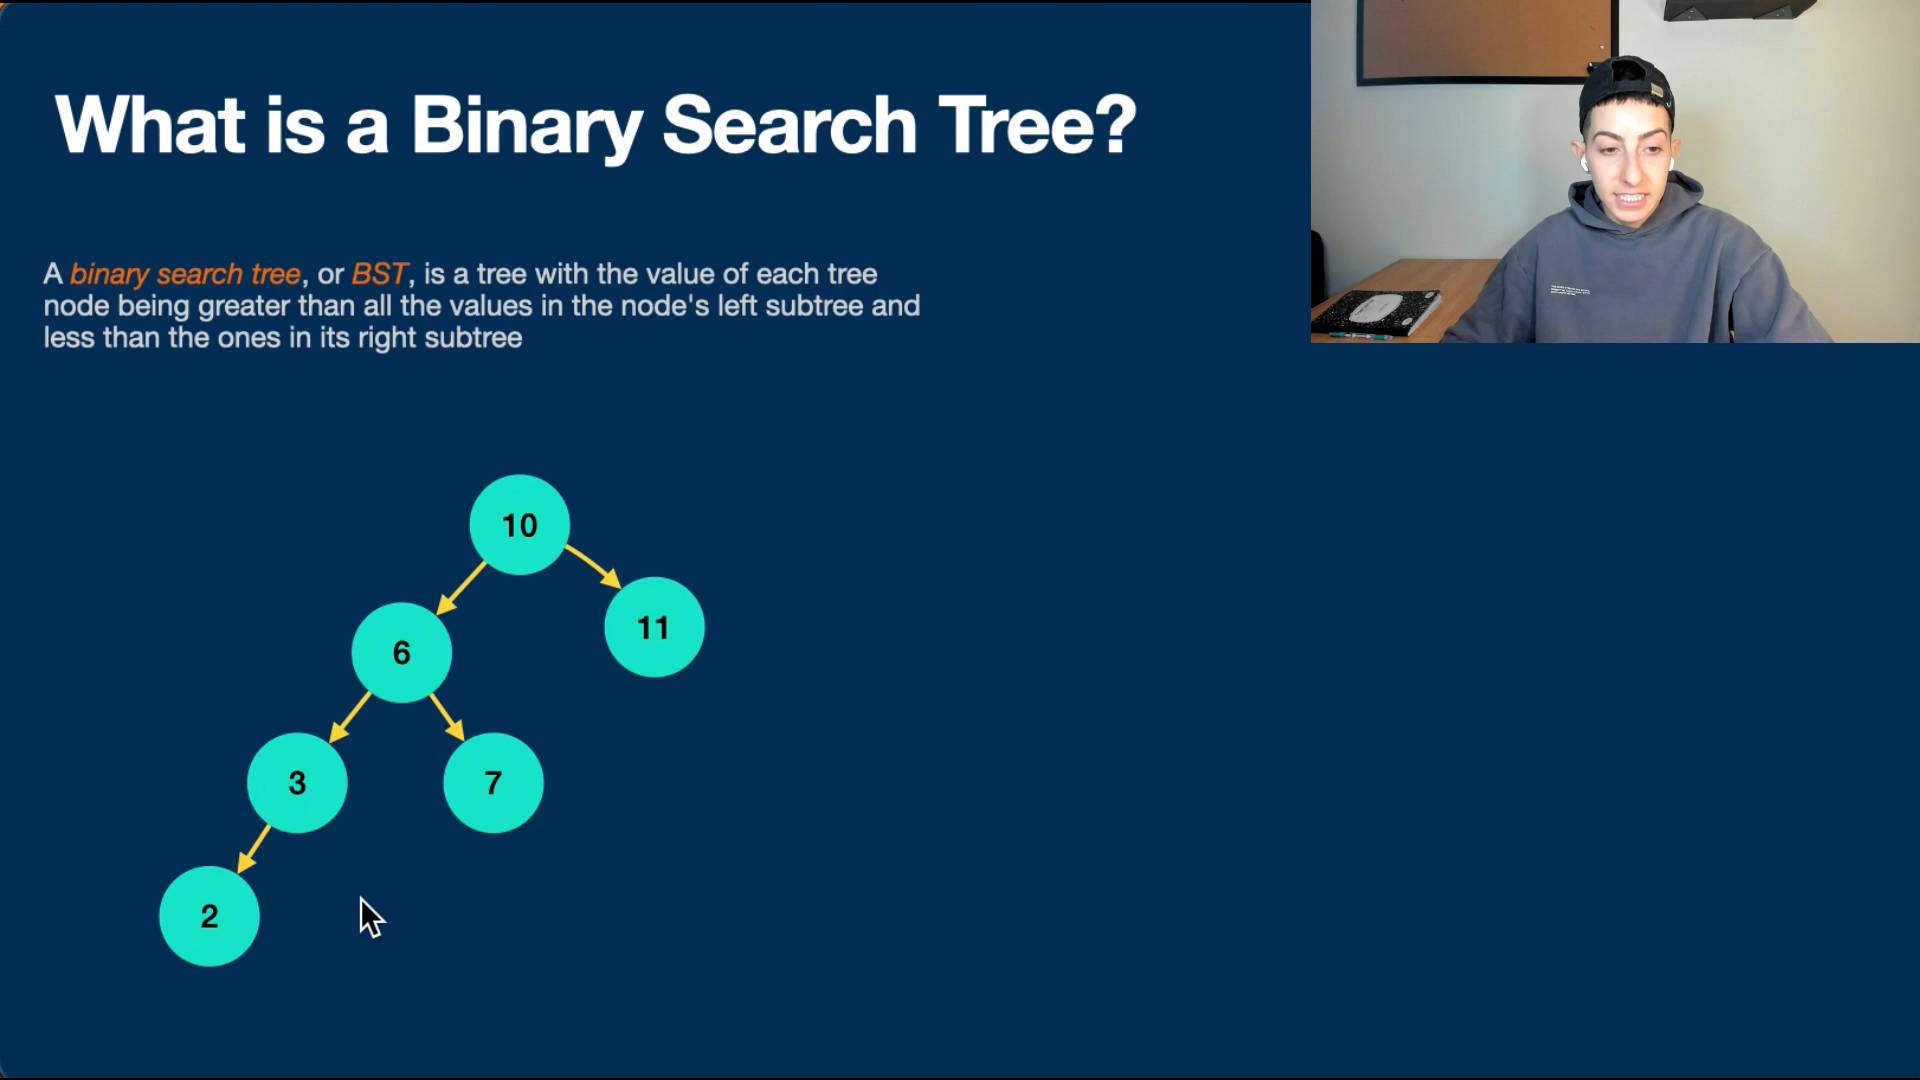 What is a Binary Search Tree?
A binary search tree, or BST, is a tree with the value of each tree
node being greater than all the values in the node's left subtree and
less than the ones in its right subtree
10
11
6
3
7
2